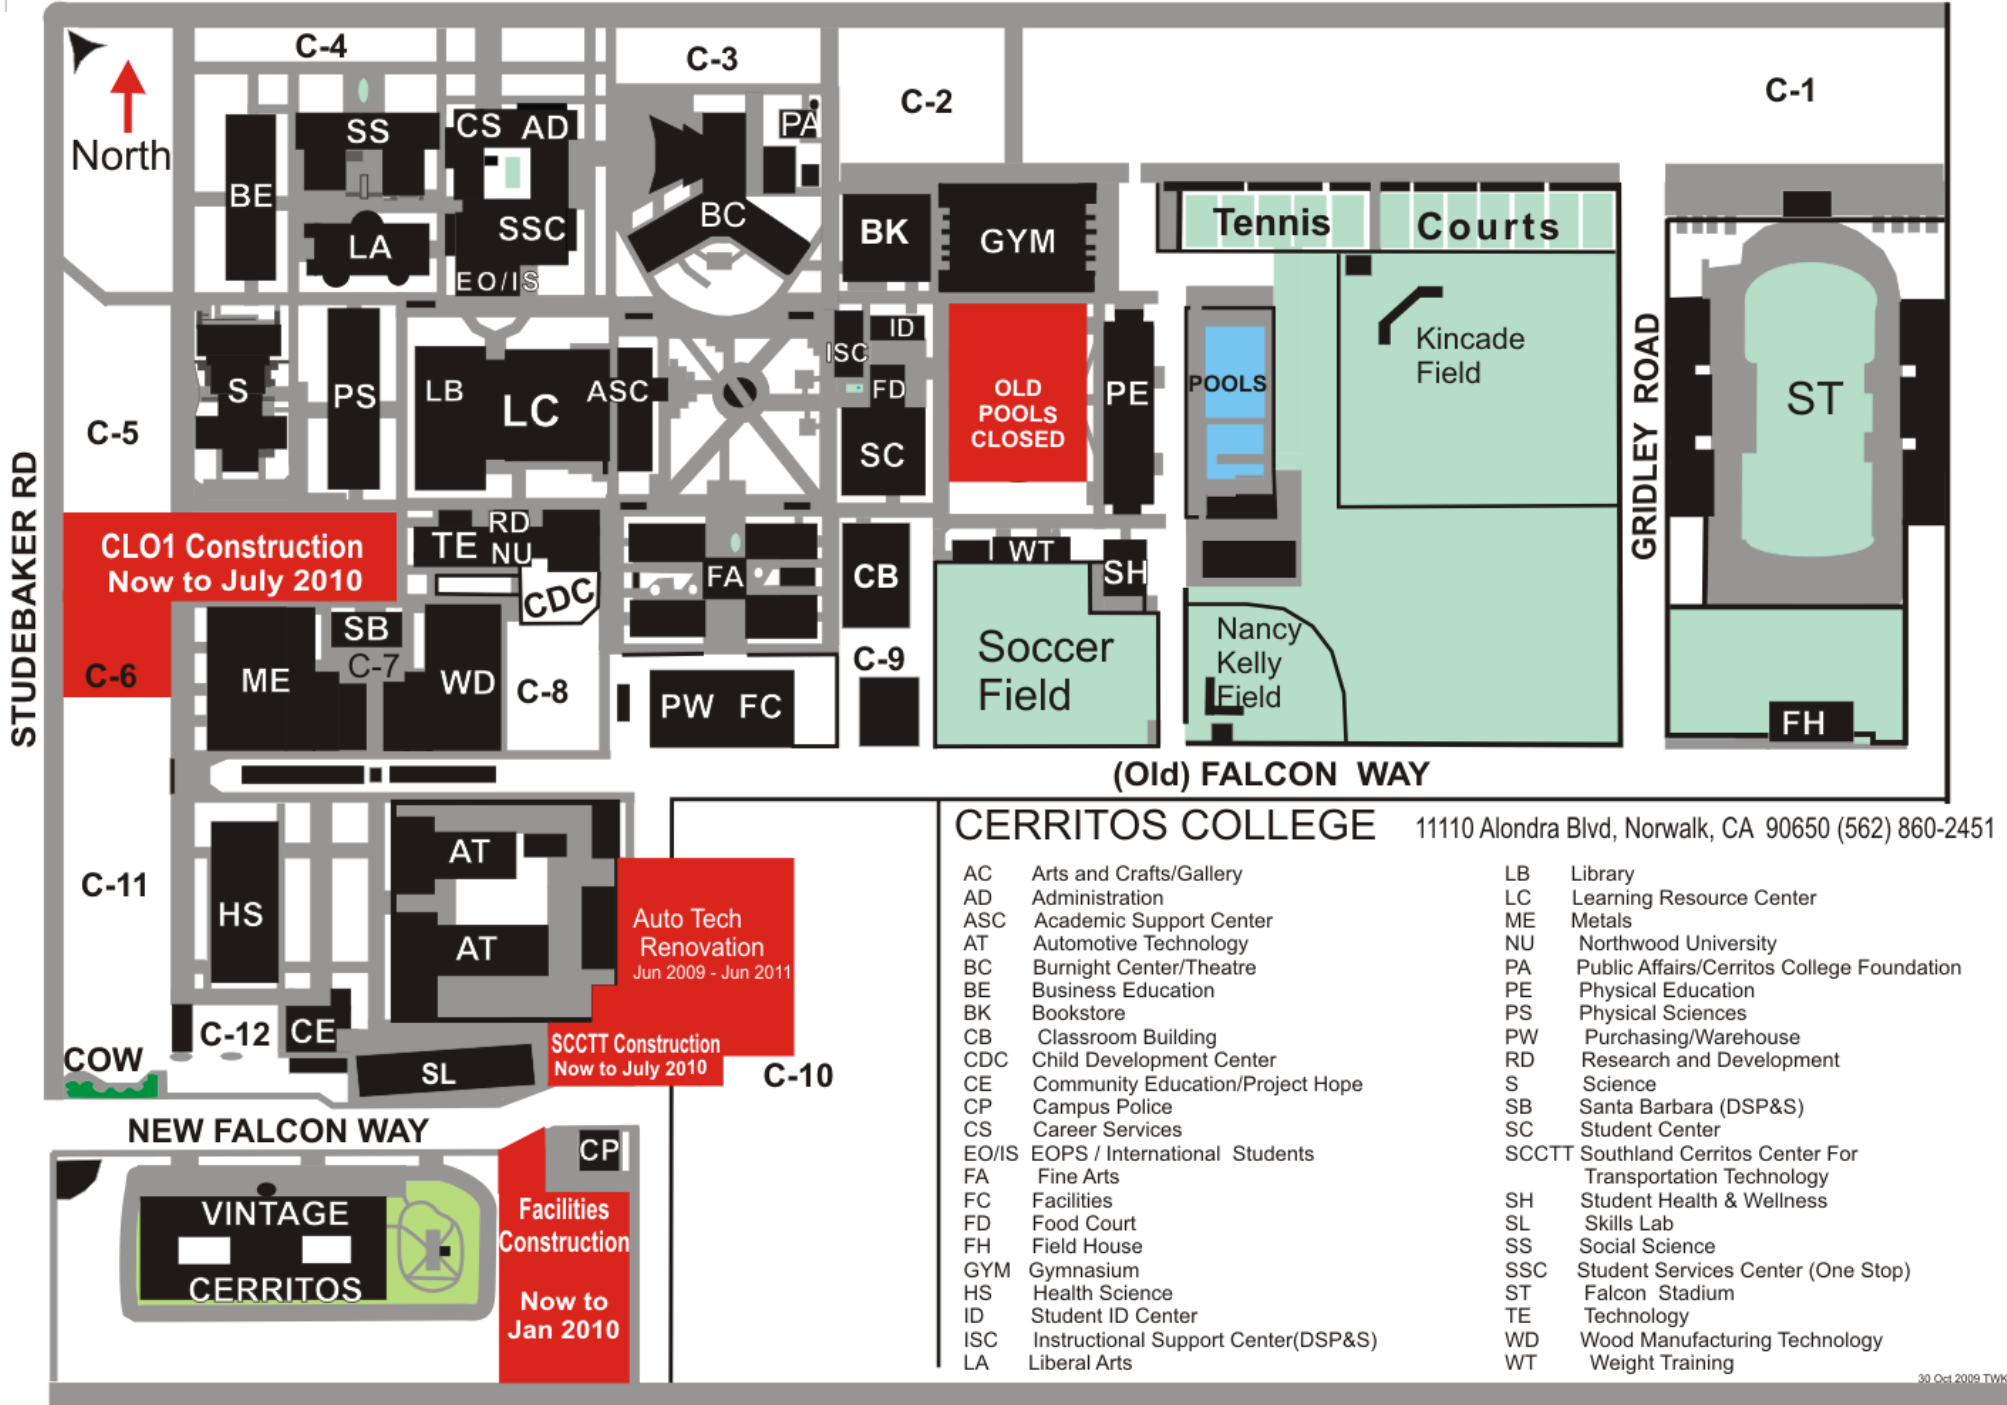 C-4
C-3
C-2
C-1
North
SS
CS AD
PA
BE
LA
SSC
EO/IS
BC
BK
GYM
Tennis Courts
ID
ISC
FD
SC
S
PS
LB
LC
ASC
OLD
POOLS
CLOSED
PE
POOLS
Kincade
Field
GRIDLEY ROAD
ST
C-5
STUDEBAKER RD
CLO1 Construction
Now to July 2010
C-6
RD
TE NU
CDC
FA
CB
WT
SH
SB
C-7
ME
WD
C-8
PW FC
C-9
Soccer
Field
Nancy
Kelly
Field
FH
(Old) FALCON WAY
C-11
HS
AT
AT
Auto Tech
Renovation
Jun 2009 - Jun 2011
C-12
CE
COW
SL
SCCTT Construction
Now to July 2010
C-10
NEW FALCON WAY
CP
VINTAGE
CERRITOS
Facilities
Construction
Now to
Jan 2010
CERRITOS COLLEGE 11110 Alondra Blvd, Norwalk, CA 90650 (562) 860-2451
AC Arts and Crafts/Gallery
AD Administration
ASC Academic Support Center
AT Automotive Technology
BC Burnight Center/Theatre
BE Business Education
BK Bookstore
CB Classroom Building
CDC Child Development Center
CE Community Education/Project Hope
CP Campus Police
CS Career Services
EO/IS EOPS / International Students
FA Fine Arts
FC Facilities
FD Food Court
FH Field House
GYM Gymnasium
HS Health Science
ID Student ID Center
ISC Instructional Support Center(DSP&S)
LA Liberal Arts
LB Library
LC Learning Resource Center
ME Metals
NU Northwood University
PA Public Affairs/Cerritos College Foundation
PE Physical Education
PS Physical Sciences
PW Purchasing/Warehouse
RD Research and Development
S Science
SB Santa Barbara (DSP&S)
SC Student Center
SCCTT Southland Cerritos Center For
Transportation Technology
SH Student Health & Wellness
SL Skills Lab
SS Social Science
SSC Student Services Center (One Stop)
ST Falcon Stadium
TE Technology
WD Wood Manufacturing Technology
WT Weight Training
30 Oct 2009 TWK